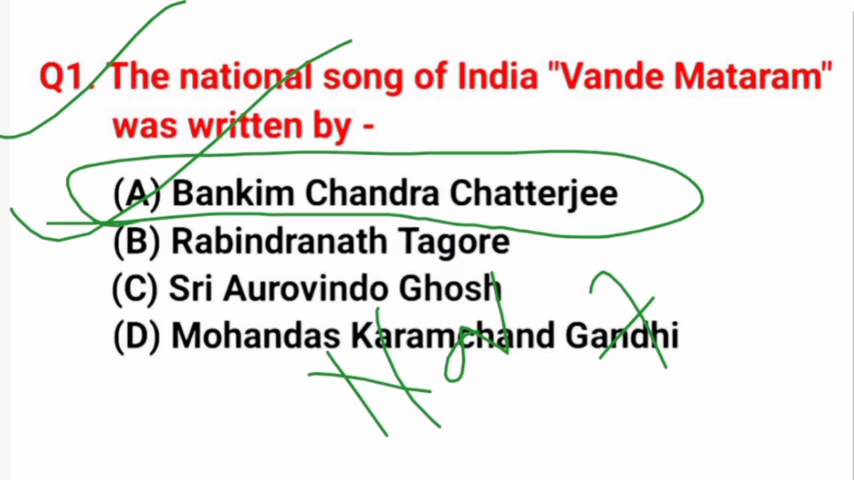 Q1. The national song of India "Vande Mataram"
was written by -
(A) Bankim Chandra Chatterjee
(B) Rabindranath Tagore
(C) Sri Aurovindo Ghosh
(D) Mohandas Karamchand Gandhi